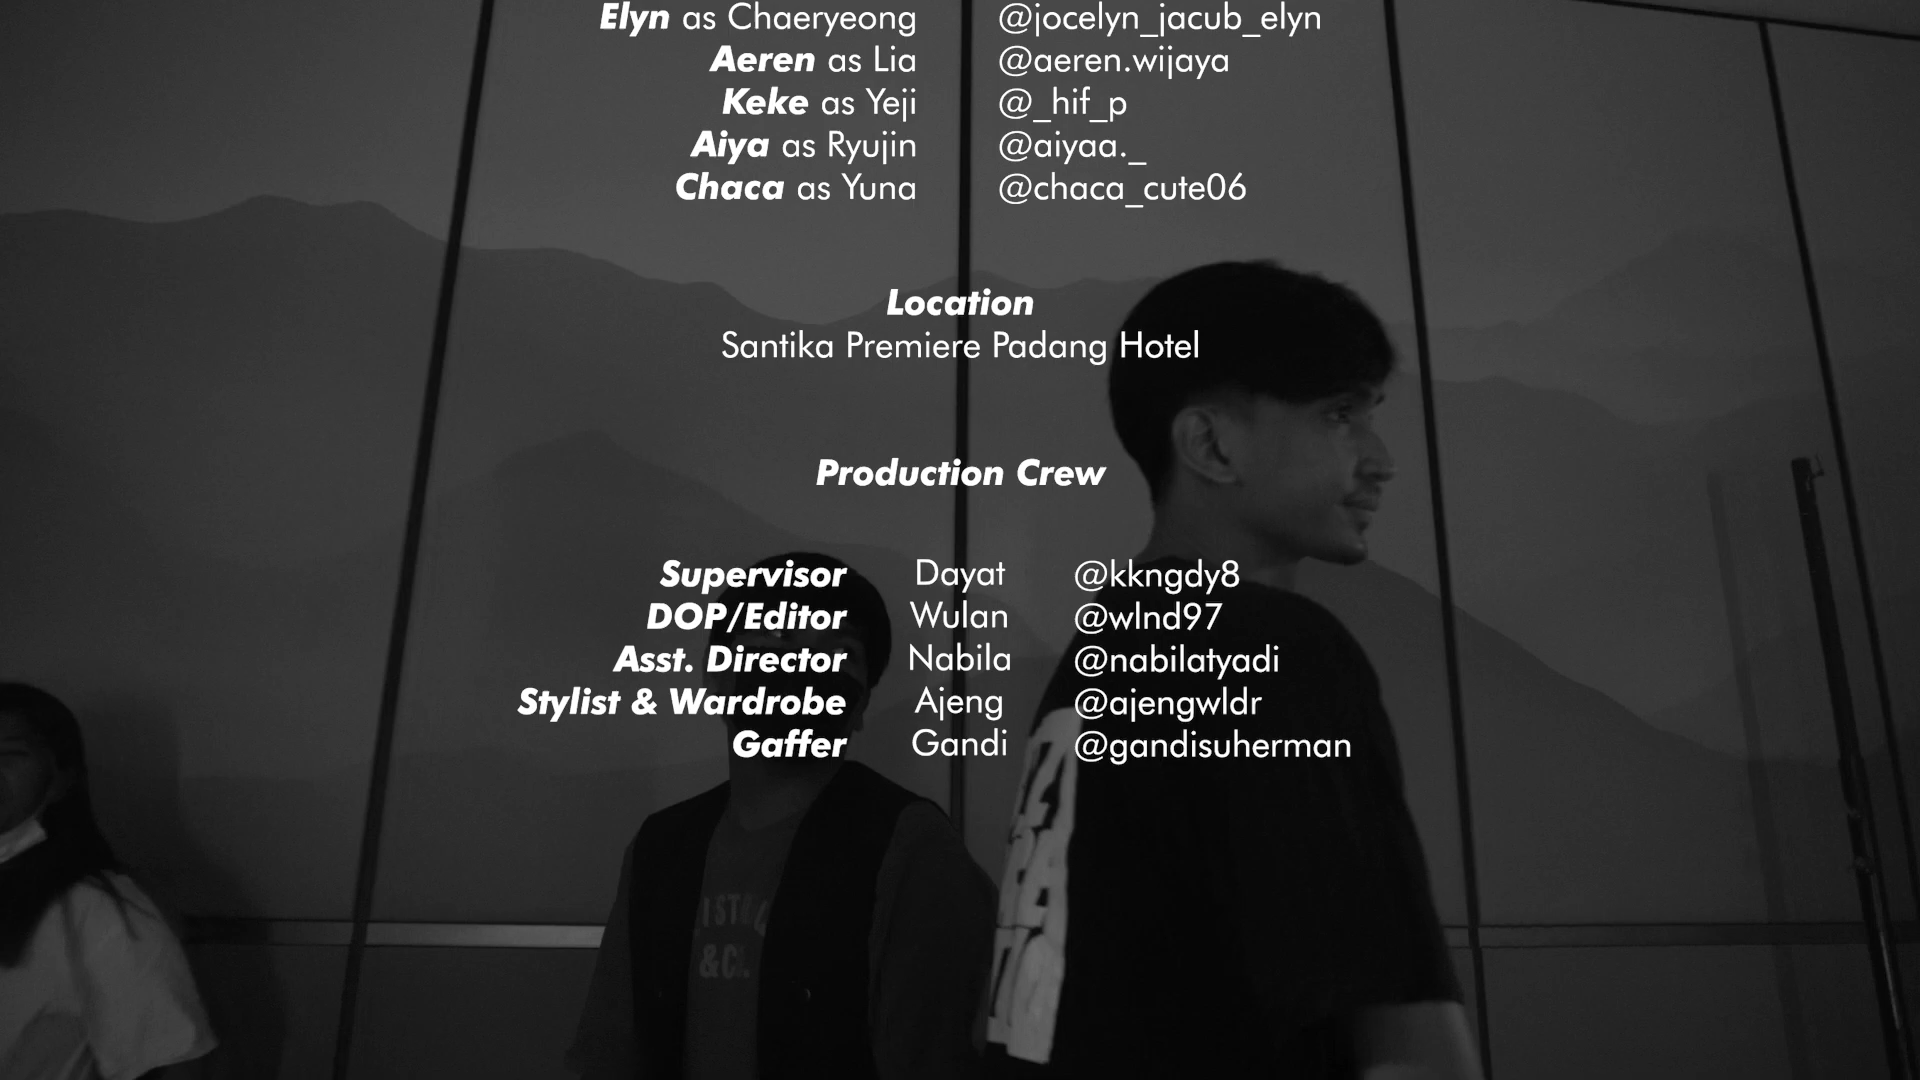 Elyn as Chaeryeong @jocelyn_jacub_elyn
Aeren as Lia @aeren.wijaya
Keke as Yeji @_hif_p
Aiya as Ryujin @aiyaa._
Chaca as Yuna @chaca_cute06
Location
Santika Premiere Padang Hotel
Production Crew
Supervisor Dayat @kkngdy8
DOP/Editor Wulan @wlnd97
Asst. Director Nabila @nabilatyadi
Stylist & Wardrobe Ajeng @ajengwldr
Gaffer Gandi @gandisuherman